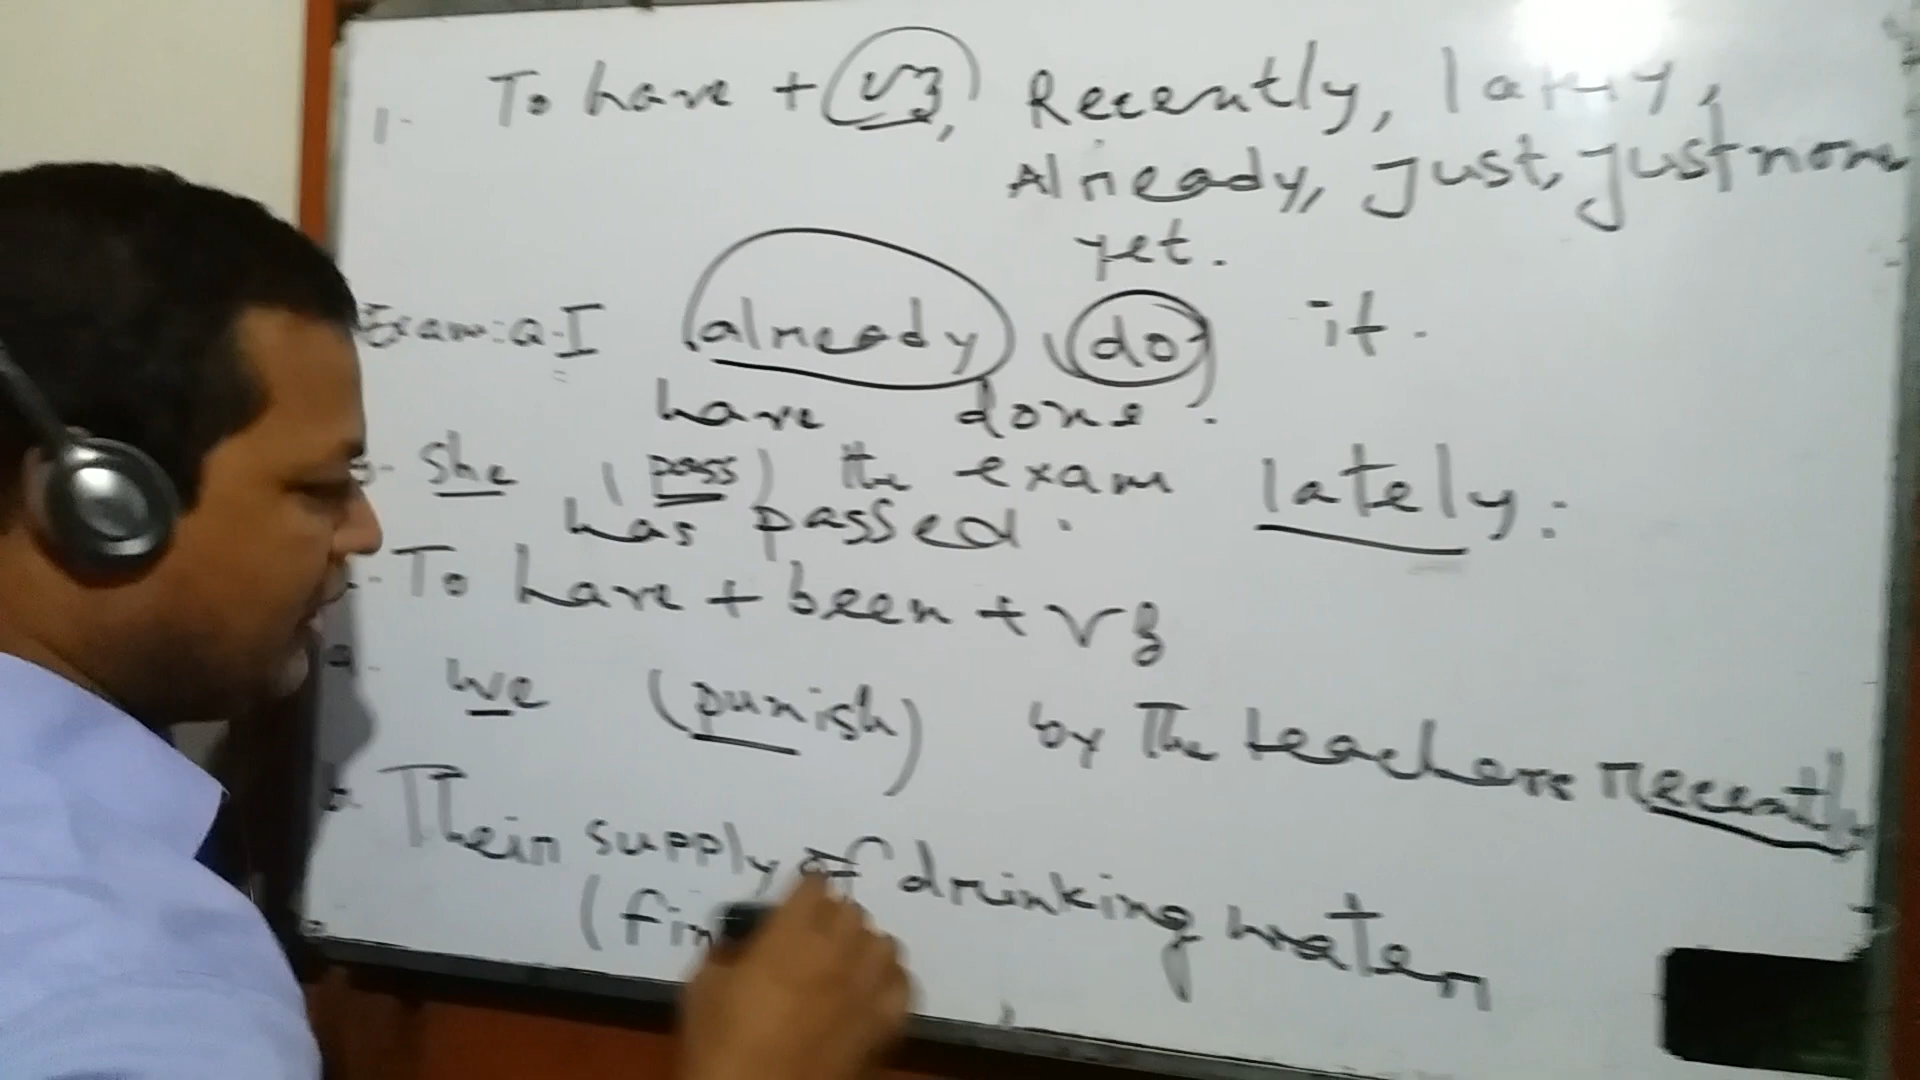 1. To have + v3, Recently, lately,
Already, just, just now
yet.
Exam: a. I (already) (do) it.
have done.
b- She (pass) the exam lately.
has passed.
To have + been + v3
a- we (punish) by the teachers recently
b- Their supply of drinking water
(fin